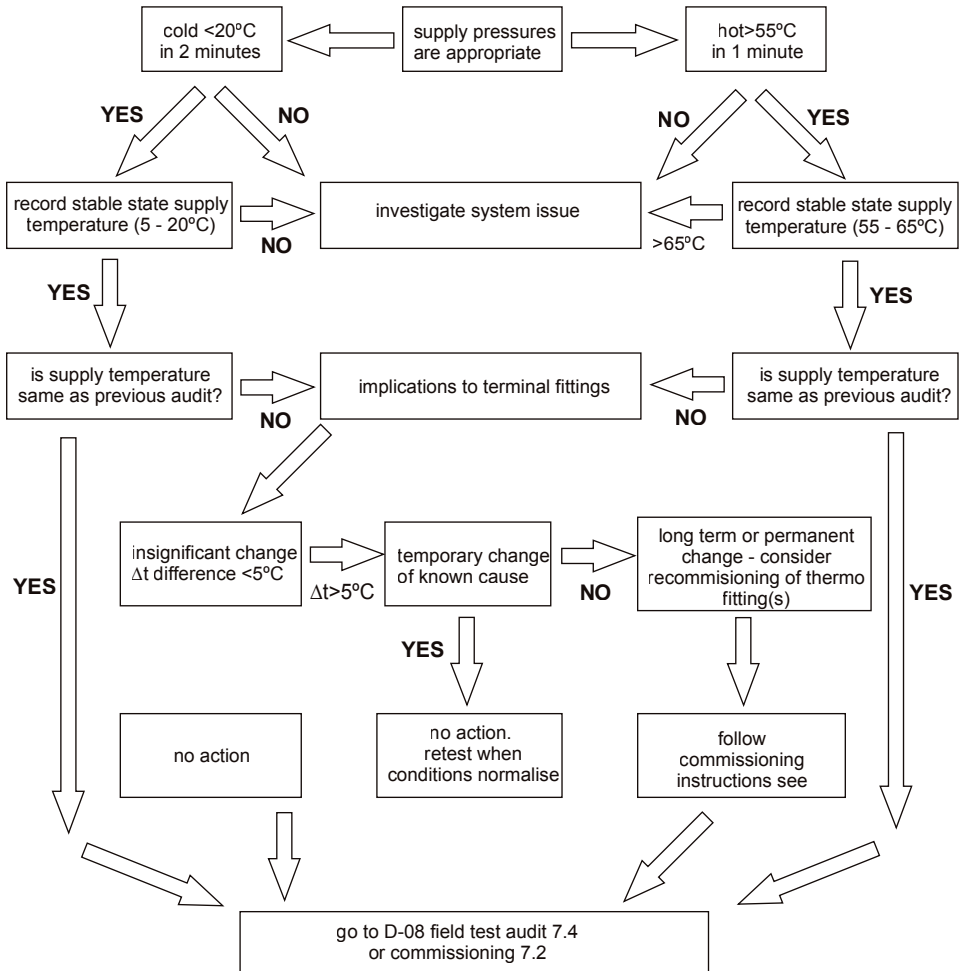 cold <20ºC
in 2 minutes
supply pressures
are appropriate
hot>55ºC
in 1 minute
YES
NO
NO
YES
record stable state supply
temperature (5 - 20ºC)
NO
investigate system issue
>65ºC
record stable state supply
temperature (55 - 65ºC)
YES
YES
is supply temperature
same as previous audit?
NO
implications to terminal fittings
NO
is supply temperature
same as previous audit?
insignificant change
Δt difference <5ºC
Δt>5ºC
temporary change
of known cause
NO
long term or permanent
change - consider
recommisioning of thermo
fitting(s)
YES
YES
YES
no action
no action.
retest when
conditions normalise
follow
commissioning
instructions see
go to D-08 field test audit 7.4
or commissioning 7.2